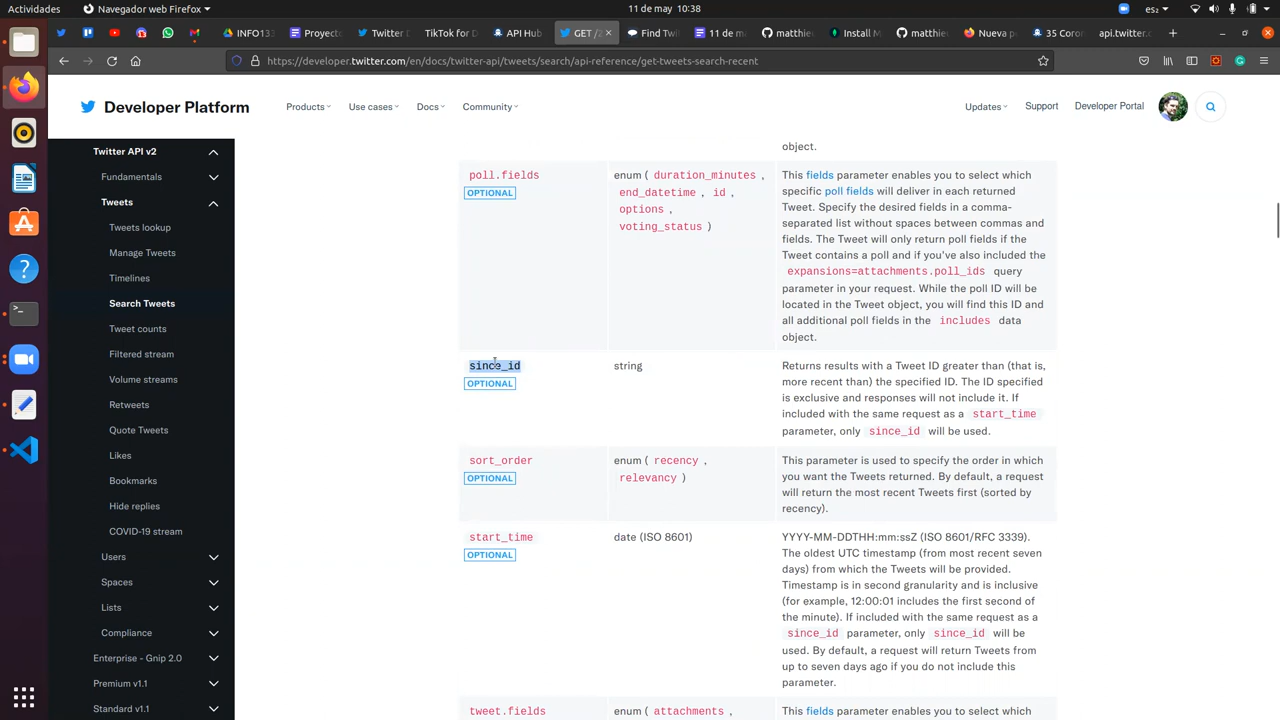 Actividades
Navegador web Firefox
11 de may 10:38
es₂
INFO133
Proyecto
Twitter D
TikTok for D
API Hub
GET /2
Find Twi
11 de ma
matthie
Install M
matthieu
Nueva p
35 Coron
api.twitter.c
https://developer.twitter.com/en/docs/twitter-api/tweets/search/api-reference/get-tweets-search-recent
Developer Platform
Products
Use cases
Docs
Community
Updates
Support
Developer Portal
Twitter API v2
Fundamentals
Tweets
Tweets lookup
Manage Tweets
Timelines
Search Tweets
Tweet counts
Filtered stream
Volume streams
Retweets
Quote Tweets
Likes
Bookmarks
Hide replies
COVID-19 stream
Users
Spaces
Lists
Compliance
Enterprise - Gnip 2.0
Premium v1.1
Standard v1.1
object.
poll.fields
OPTIONAL
enum ( duration_minutes ,
end_datetime , id ,
options ,
voting_status )
This fields parameter enables you to select which
specific poll fields will deliver in each returned
Tweet. Specify the desired fields in a comma-
separated list without spaces between commas and
fields. The Tweet will only return poll fields if the
Tweet contains a poll and if you've also included the
expansions=attachments.poll_ids query
parameter in your request. While the poll ID will be
located in the Tweet object, you will find this ID and
all additional poll fields in the includes data
object.
since_id
OPTIONAL
string
Returns results with a Tweet ID greater than (that is,
more recent than) the specified ID. The ID specified
is exclusive and responses will not include it. If
included with the same request as a start_time
parameter, only since_id will be used.
sort_order
OPTIONAL
enum ( recency ,
relevancy )
This parameter is used to specify the order in which
you want the Tweets returned. By default, a request
will return the most recent Tweets first (sorted by
recency).
start_time
OPTIONAL
date (ISO 8601)
YYYY-MM-DDTHH:mm:ssZ (ISO 8601/RFC 3339).
The oldest UTC timestamp (from most recent seven
days) from which the Tweets will be provided.
Timestamp is in second granularity and is inclusive
(for example, 12:00:01 includes the first second of
the minute). If included with the same request as a
since_id parameter, only since_id will be
used. By default, a request will return Tweets from
up to seven days ago if you do not include this
parameter.
tweet.fields
enum ( attachments ,
This fields parameter enables you to select which